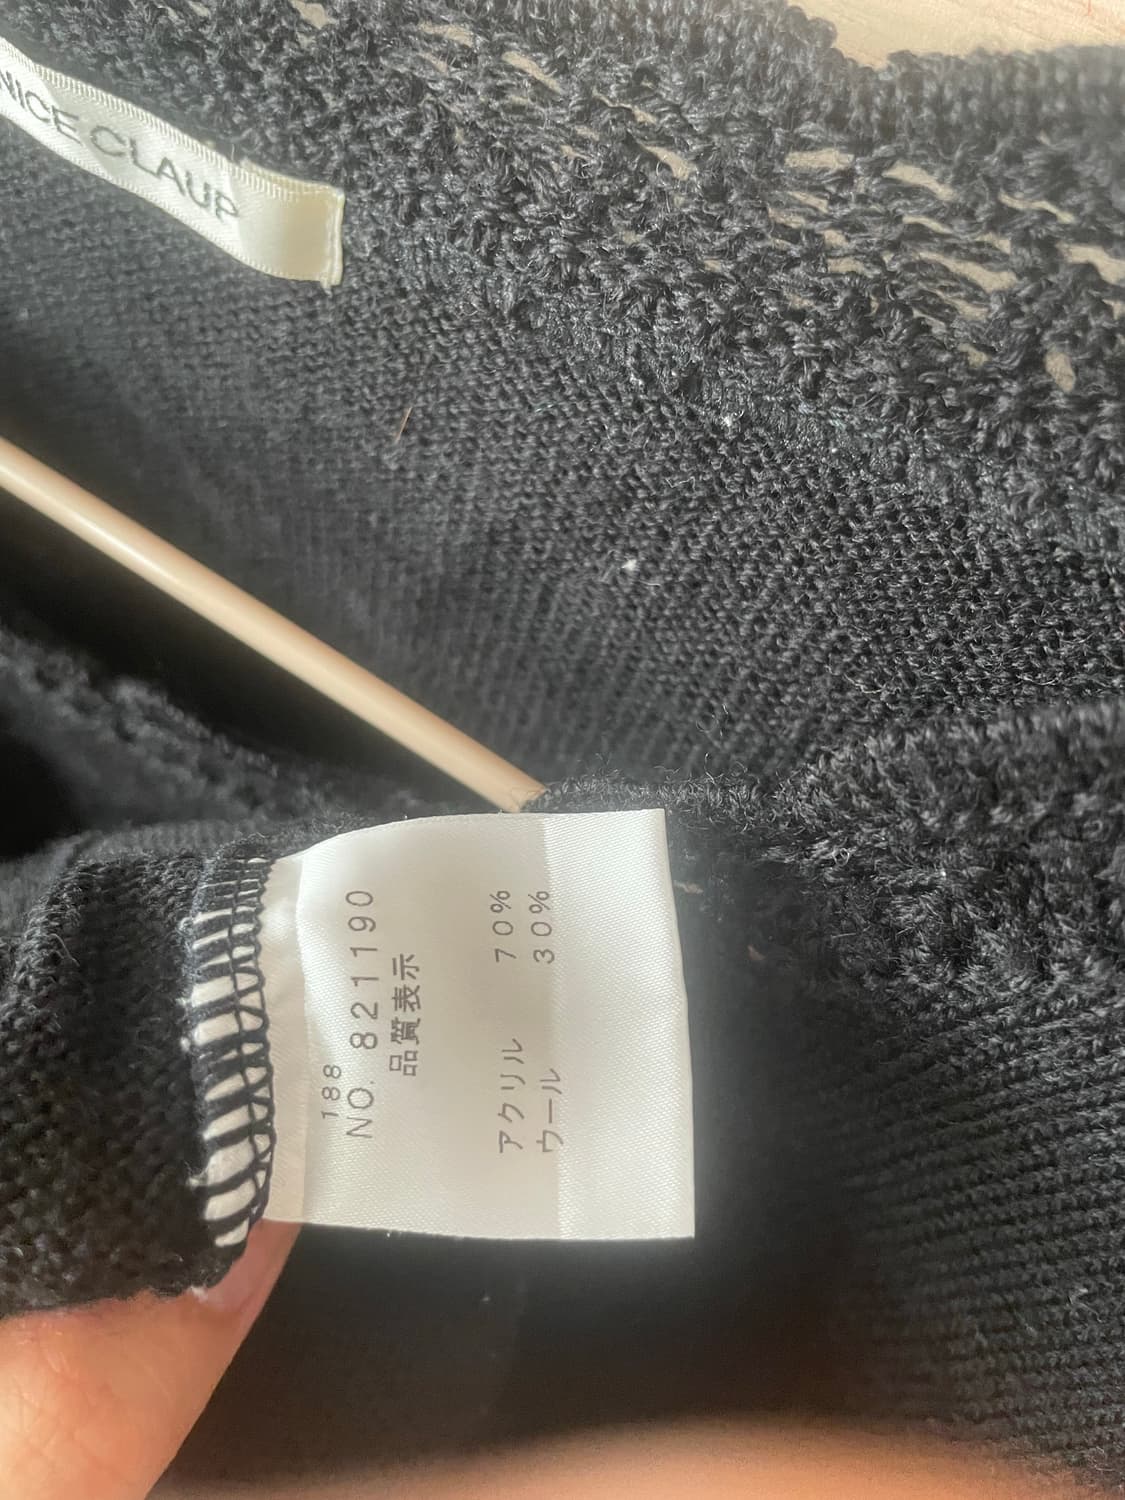 NICE CLAUP
188
NO. 821190
品質表示
アクリル 70%
ウール 30%